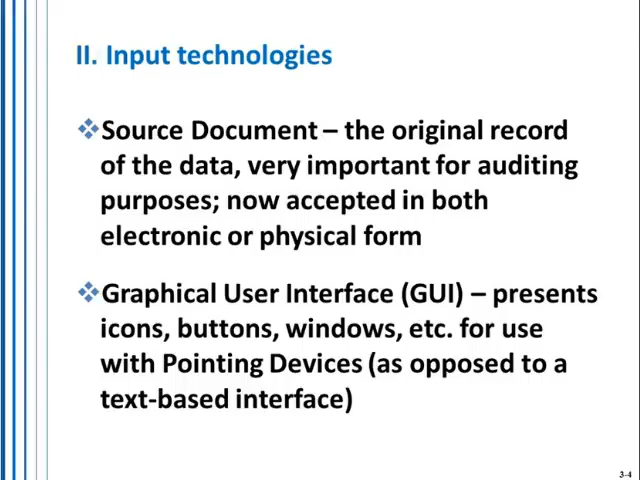 II. Input technologies
Source Document – the original record
of the data, very important for auditing
purposes; now accepted in both
electronic or physical form
Graphical User Interface (GUI) – presents
icons, buttons, windows, etc. for use
with Pointing Devices (as opposed to a
text-based interface)
3-4